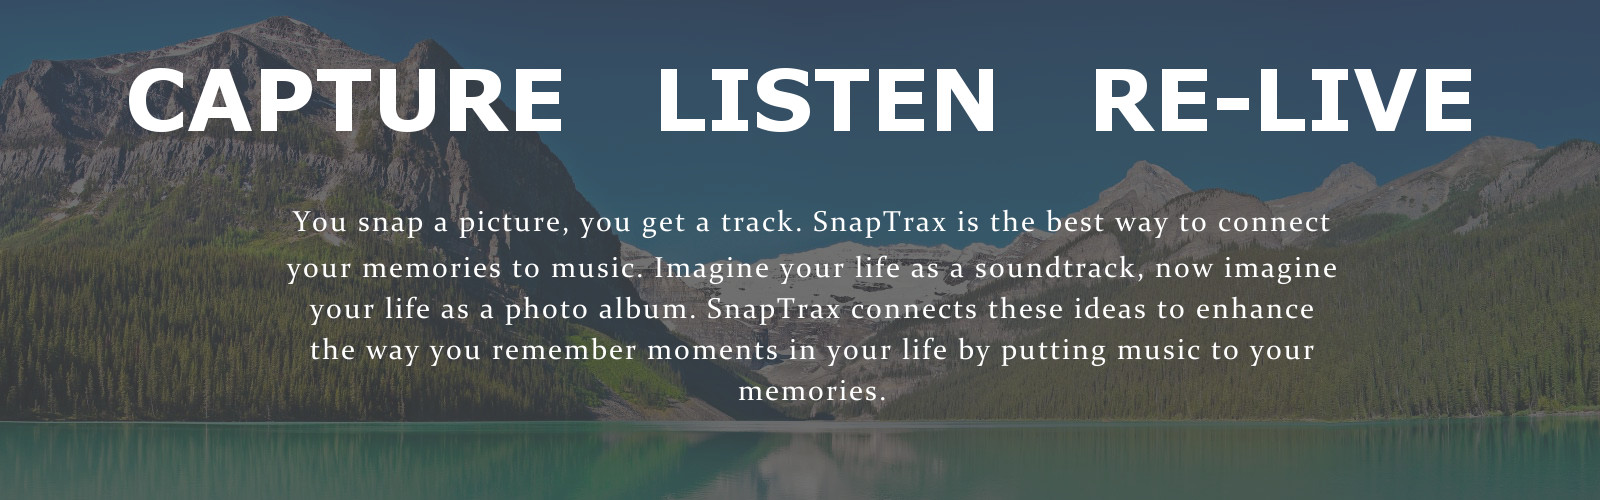 CAPTURE LISTEN RE-LIVE
You snap a picture, you get a track. SnapTrax is the best way to connect
your memories to music. Imagine your life as a soundtrack, now imagine
your life as a photo album. SnapTrax connects these ideas to enhance
the way you remember moments in your life by putting music to your
memories.